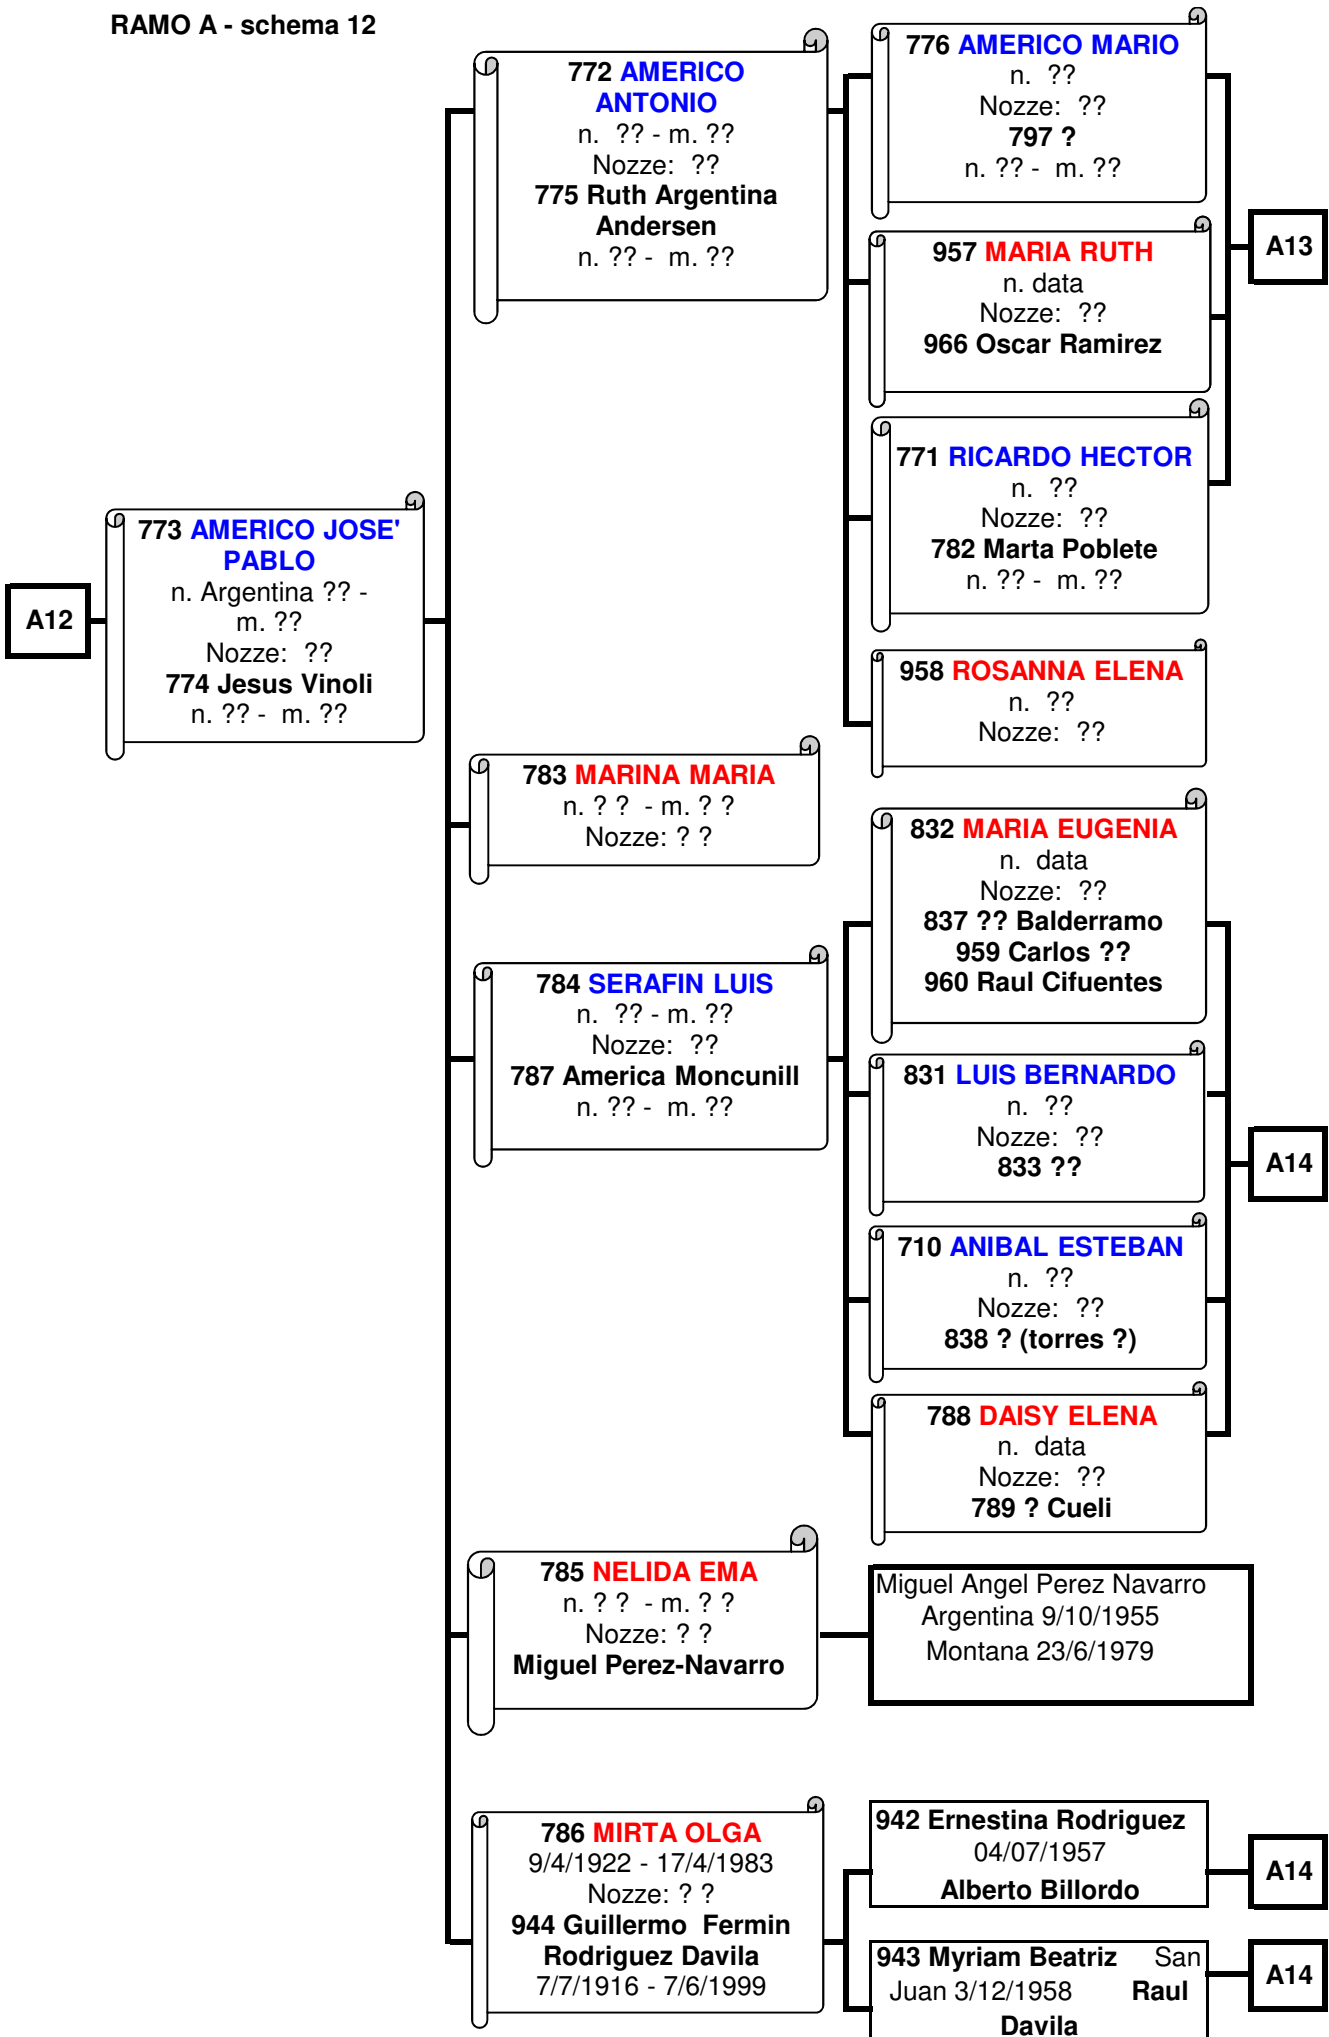 RAMO A - schema 12
A12
773 AMERICO JOSE'
PABLO
n. Argentina ?? -
m. ??
Nozze: ??
774 Jesus Vinoli
n. ?? - m. ??
772 AMERICO
ANTONIO
n. ?? - m. ??
Nozze: ??
775 Ruth Argentina
Andersen
n. ?? - m. ??
776 AMERICO MARIO
n. ??
Nozze: ??
797 ?
n. ?? - m. ??
957 MARIA RUTH
n. data
Nozze: ??
966 Oscar Ramirez
771 RICARDO HECTOR
n. ??
Nozze: ??
782 Marta Poblete
n. ?? - m. ??
958 ROSANNA ELENA
n. ??
Nozze: ??
A13
783 MARINA MARIA
n. ? ? - m. ? ?
Nozze: ? ?
784 SERAFIN LUIS
n. ?? - m. ??
Nozze: ??
787 America Moncunill
n. ?? - m. ??
832 MARIA EUGENIA
n. data
Nozze: ??
837 ?? Balderramo
959 Carlos ??
960 Raul Cifuentes
831 LUIS BERNARDO
n. ??
Nozze: ??
833 ??
710 ANIBAL ESTEBAN
n. ??
Nozze: ??
838 ? (torres ?)
788 DAISY ELENA
n. data
Nozze: ??
789 ? Cueli
A14
785 NELIDA EMA
n. ? ? - m. ? ?
Nozze: ? ?
Miguel Perez-Navarro
Miguel Angel Perez Navarro
Argentina 9/10/1955
Montana 23/6/1979
786 MIRTA OLGA
9/4/1922 - 17/4/1983
Nozze: ? ?
944 Guillermo Fermin
Rodriguez Davila
7/7/1916 - 7/6/1999
942 Ernestina Rodriguez
04/07/1957
Alberto Billordo
A14
943 Myriam Beatriz San
Juan 3/12/1958 Raul
Davila
A14